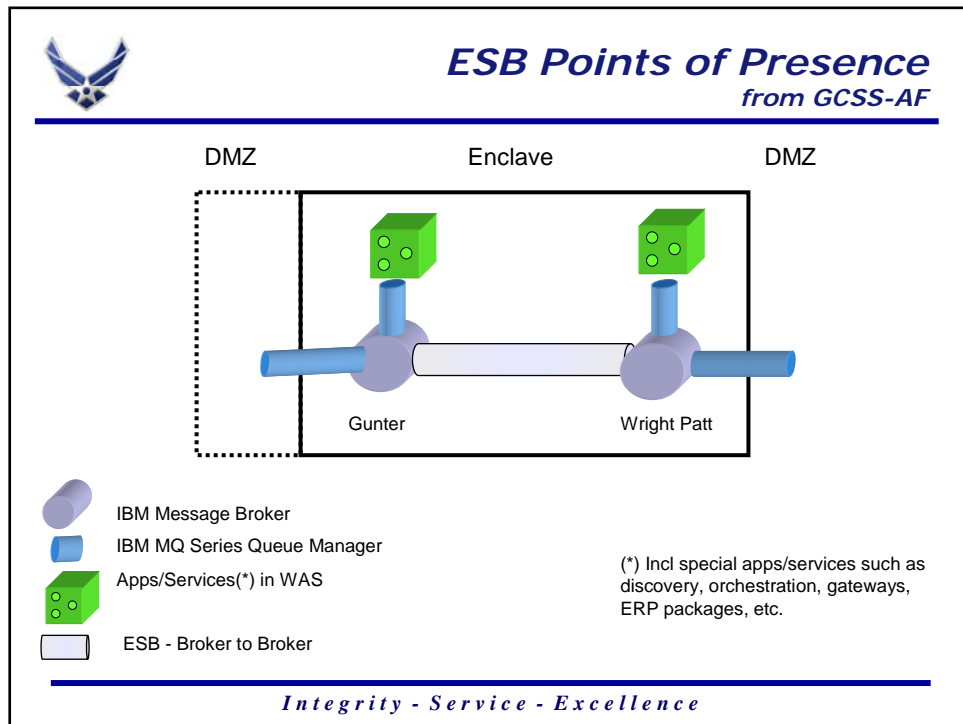 ESB Points of Presence
from GCSS-AF
DMZ
Enclave
DMZ
Gunter
Wright Patt
IBM Message Broker
IBM MQ Series Queue Manager
Apps/Services(*) in WAS
ESB - Broker to Broker
(*) Incl special apps/services such as
discovery, orchestration, gateways,
ERP packages, etc.
Integrity - Service - Excellence